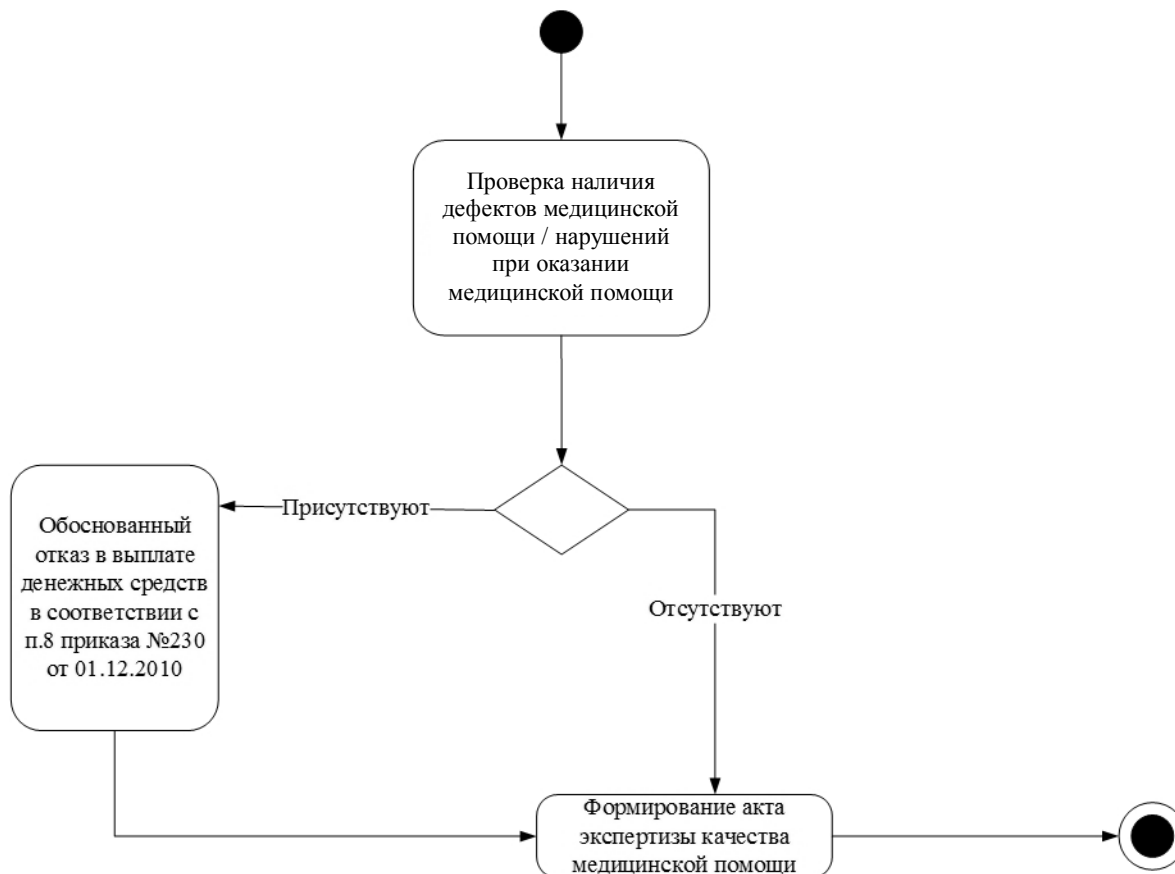 Проверка наличия
дефектов медицинской
помощи / нарушений
при оказании
медицинской помощи
Присутствуют
Обоснованный
отказ в выплате
денежных средств
в соответствии с
п.8 приказа №230
от 01.12.2010
Отсутствуют
Формирование акта
экспертизы качества
медицинской помощи